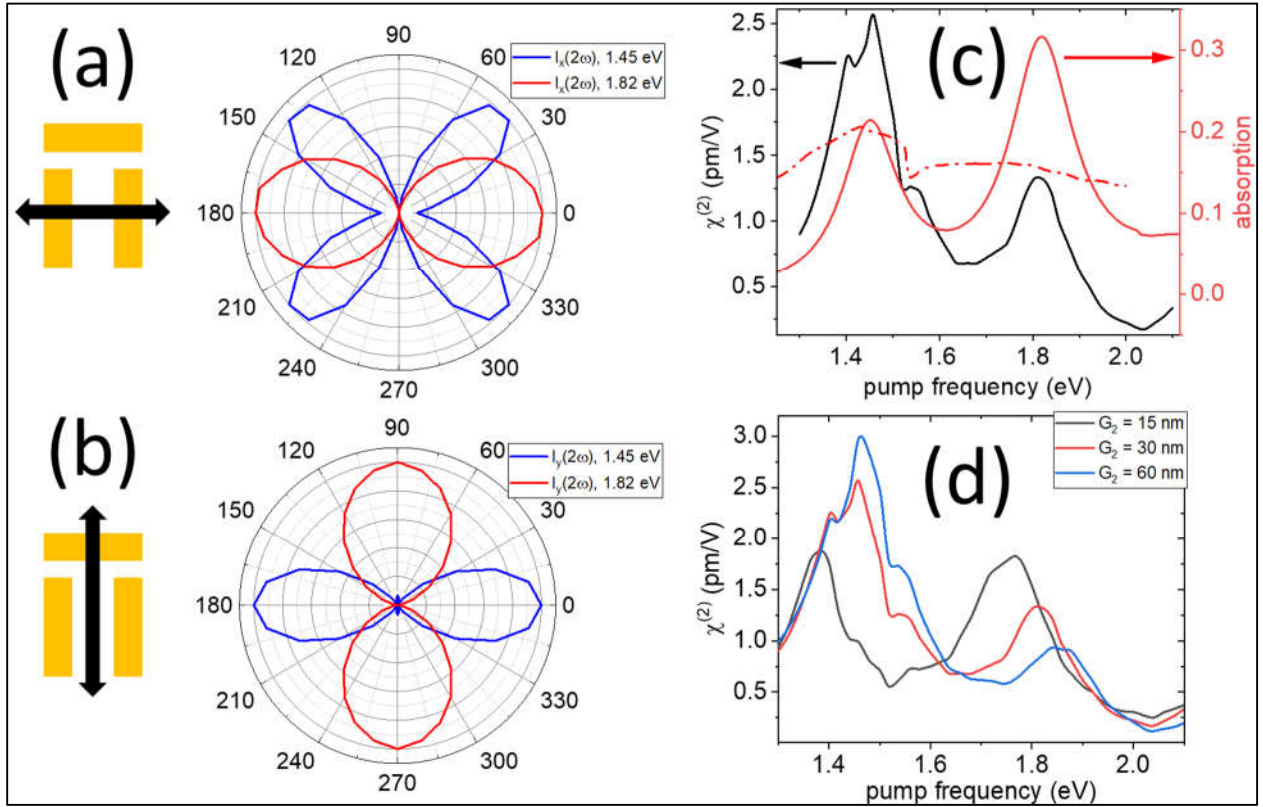 (a)
90
120
60
150
30
180
0
210
330
240
300
270
Iₓ(2ω), 1.45 eV
Iₓ(2ω), 1.82 eV
(b)
90
120
60
150
30
180
0
210
330
240
300
270
I_y(2ω), 1.45 eV
I_y(2ω), 1.82 eV
(c)
χ⁽²⁾ (pm/V)
2.5
2.0
1.5
1.0
0.5
0.3
0.2
0.1
0.0
absorption
1.4
1.6
1.8
2.0
pump frequency (eV)
(d)
G₂ = 15 nm
G₂ = 30 nm
G₂ = 60 nm
χ⁽²⁾ (pm/V)
3.0
2.5
2.0
1.5
1.0
0.5
1.4
1.6
1.8
2.0
pump frequency (eV)